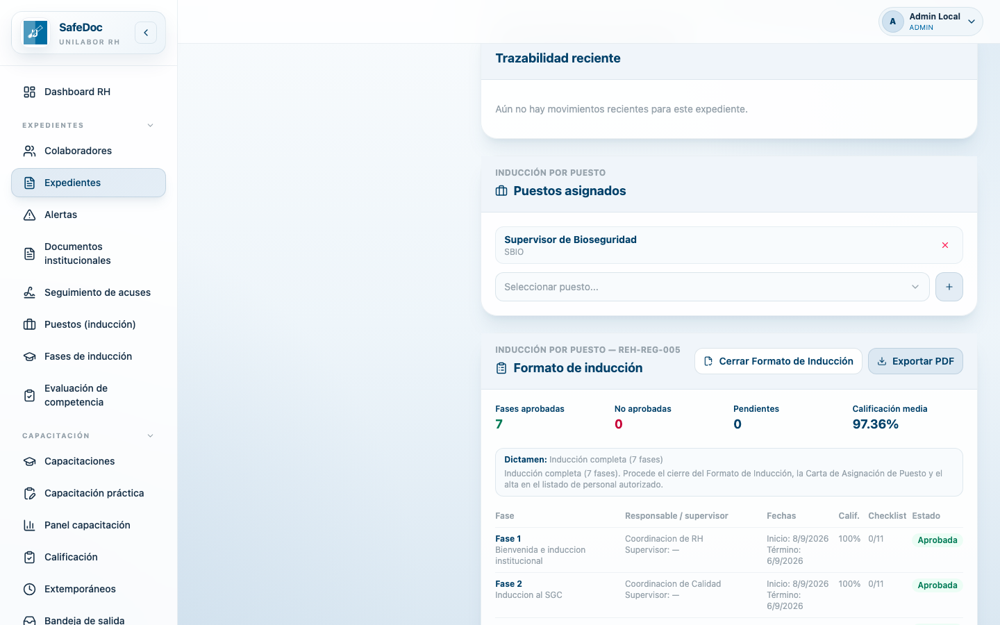 SafeDoc
UNILABOR RH
Dashboard RH
EXPEDIENTES
Colaboradores
Expedientes
Alertas
Documentos
institucionales
Seguimiento de acuses
Puestos (inducción)
Fases de inducción
Evaluación de
competencia
CAPACITACIÓN
Capacitaciones
Capacitación práctica
Panel capacitación
Calificación
Extemporáneos
Bandeja de salida
A
Admin Local
ADMIN
Trazabilidad reciente
Aún no hay movimientos recientes para este expediente.
INDUCCIÓN POR PUESTO
Puestos asignados
Supervisor de Bioseguridad
SBIO
Seleccionar puesto...
INDUCCIÓN POR PUESTO — REH-REG-005
Formato de inducción
Cerrar Formato de Inducción
Exportar PDF
Fases aprobadas No aprobadas Pendientes Calificación media
7 0 0 97.36%
Dictamen: Inducción completa (7 fases)
Inducción completa (7 fases). Procede el cierre del Formato de Inducción, la Carta de Asignación de Puesto y el
alta en el listado de personal autorizado.
Fase Responsable / supervisor Fechas Calif. Checklist Estado
Fase 1 Coordinacion de RH Inicio: 8/9/2026 100% 0/11 Aprobada
Bienvenida e induccion Supervisor: — Término:
institucional 6/9/2026
Fase 2 Coordinacion de Calidad Inicio: 8/9/2026 100% 0/11 Aprobada
Induccion al SGC Supervisor: — Término:
6/9/2026